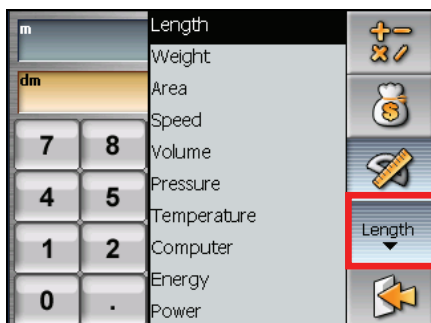 m
dm
7 8
4 5
1 2
0 .
Length
Weight
Area
Speed
Volume
Pressure
Temperature
Computer
Energy
Power
$
Length